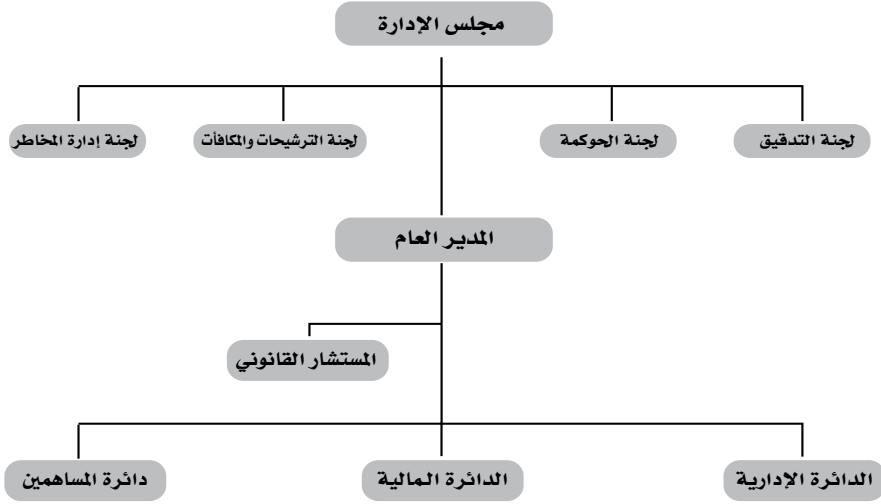 مجلس الإدارة
لجنة التدقيق
لجنة الحوكمة
لجنة الترشيحات والمكافأت
لجنة إدارة المخاطر
المدير العام
المستشار القانوني
الدائرة الإدارية
الدائرة المالية
دائرة المساهمين